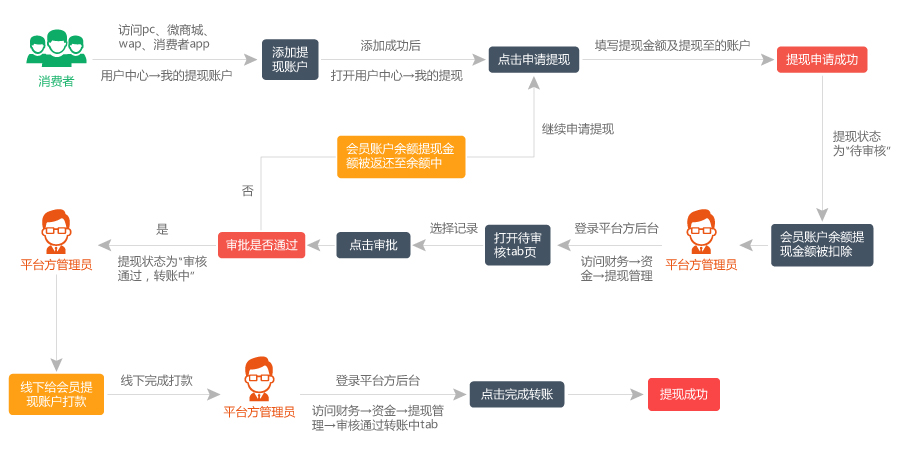 访问pc、微商城、
wap、消费者app
消费者
用户中心→我的提现账户
添加提
现账户
添加成功后
打开用户中心→我的提现
点击申请提现
填写提现金额及提现至的账户
提现申请成功
继续申请提现
提现状态
为“待审核”
会员账户余额提现金
额被返还至余额中
否
平台方管理员
是
提现状态为“审核
通过，转账中”
审批是否通过
点击审批
选择记录
打开待审
核tab页
登录平台方后台
访问财务→资
金→提现管理
平台方管理员
会员账户余额提
现金额被扣除
线下给会员提
现账户打款
线下完成打款
平台方管理员
登录平台方后台
访问财务→资金→提现管
理→审核通过转账中tab
点击完成转账
提现成功